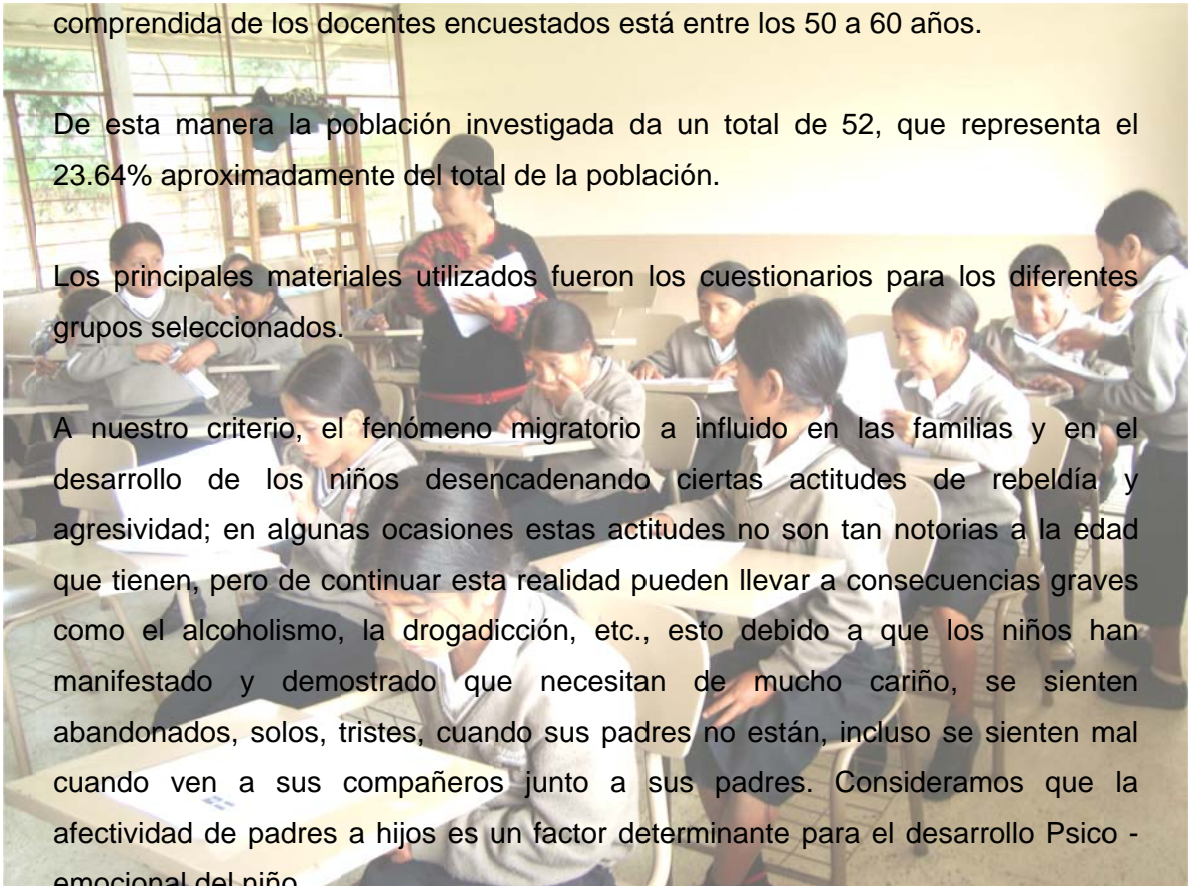 comprendida de los docentes encuestados está entre los 50 a 60 años.
De esta manera la población investigada da un total de 52, que representa el
23.64% aproximadamente del total de la población.
Los principales materiales utilizados fueron los cuestionarios para los diferentes
grupos seleccionados.
A nuestro criterio, el fenómeno migratorio a influido en las familias y en el
desarrollo de los niños desencadenando ciertas actitudes de rebeldía y
agresividad; en algunas ocasiones estas actitudes no son tan notorias a la edad
que tienen, pero de continuar esta realidad pueden llevar a consecuencias graves
como el alcoholismo, la drogadicción, etc., esto debido a que los niños han
manifestado y demostrado que necesitan de mucho cariño, se sienten
abandonados, solos, tristes, cuando sus padres no están, incluso se sienten mal
cuando ven a sus compañeros junto a sus padres. Consideramos que la
afectividad de padres a hijos es un factor determinante para el desarrollo Psico -
emocional del niño